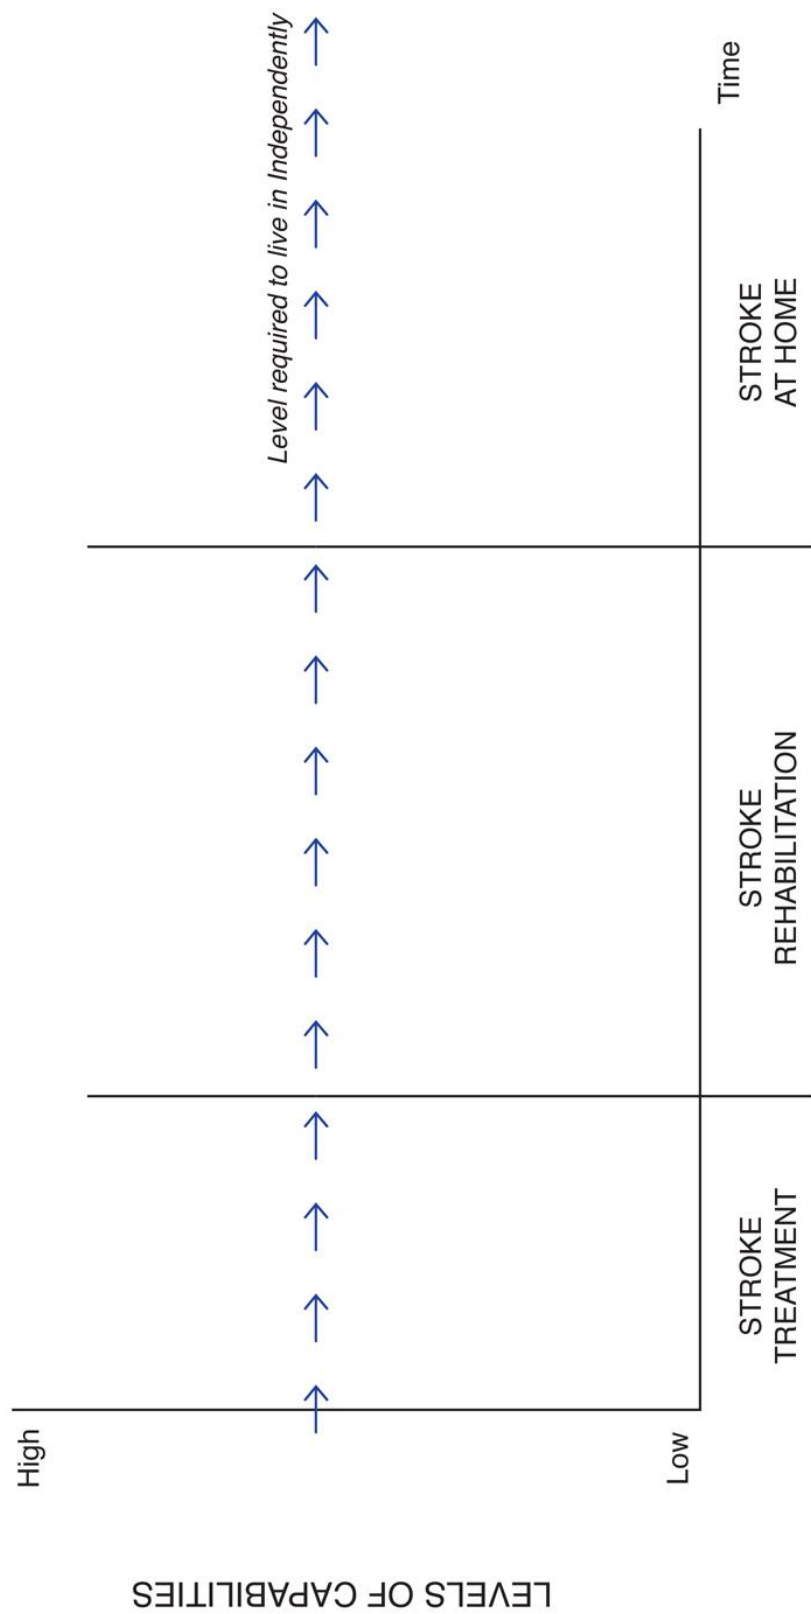 LEVELS OF CAPABILITIES
High
Level required to live in Independently
Low
Time
STROKE
TREATMENT
STROKE
REHABILITATION
STROKE
AT HOME